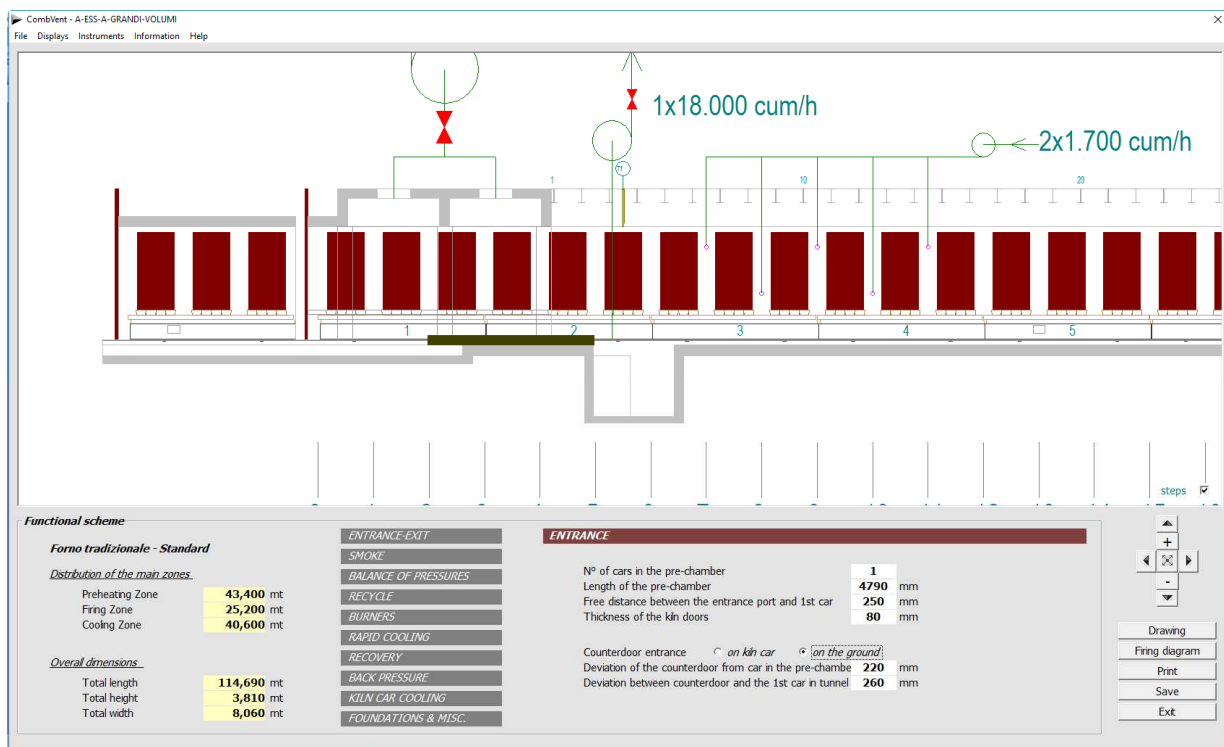 CombVent - A-ESS-A-GRANDI-VOLUMI
File Displays Instruments Information Help
1x18.000 cum/h
2x1.700 cum/h
TT
1 10 20
1 2 3 4 5
steps
Functional scheme
Forno tradizionale - Standard
Distribution of the main zones
Preheating Zone 43,400 mt
Firing Zone 25,200 mt
Cooling Zone 40,600 mt
Overall dimensions
Total length 114,690 mt
Total height 3,810 mt
Total width 8,060 mt
ENTRANCE-EXIT
SMOKE
BALANCE OF PRESSURES
RECYCLE
BURNERS
RAPID COOLING
RECOVERY
BACK PRESSURE
KILN CAR COOLING
FOUNDATIONS & MISC.
ENTRANCE
N° of cars in the pre-chamber 1
Length of the pre-chamber 4790 mm
Free distance between the entrance port and 1st car 250 mm
Thickness of the kiln doors 80 mm
Counterdoor entrance on kiln car on the ground
Deviation of the counterdoor from car in the pre-chambe 220 mm
Deviation between counterdoor and the 1st car in tunnel 260 mm
+
-
Drawing
Firing diagram
Print
Save
Exit